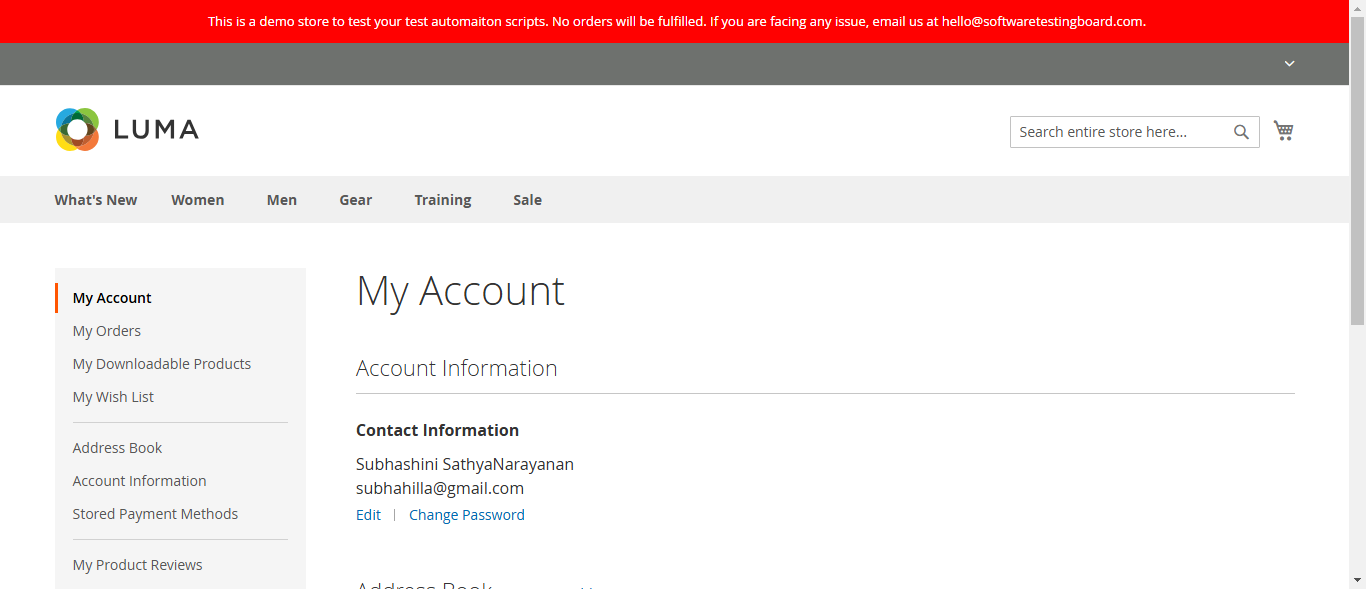 This is a demo store to test your test automaiton scripts. No orders will be fulfilled. If you are facing any issue, email us at hello@softwaretestingboard.com.
LUMA
Search entire store here...
What's New Women Men Gear Training Sale
My Account
My Orders
My Downloadable Products
My Wish List
Address Book
Account Information
Stored Payment Methods
My Product Reviews
My Account
Account Information
Contact Information
Subhashini SathyaNarayanan
subhahilla@gmail.com
Edit | Change Password
Address Book